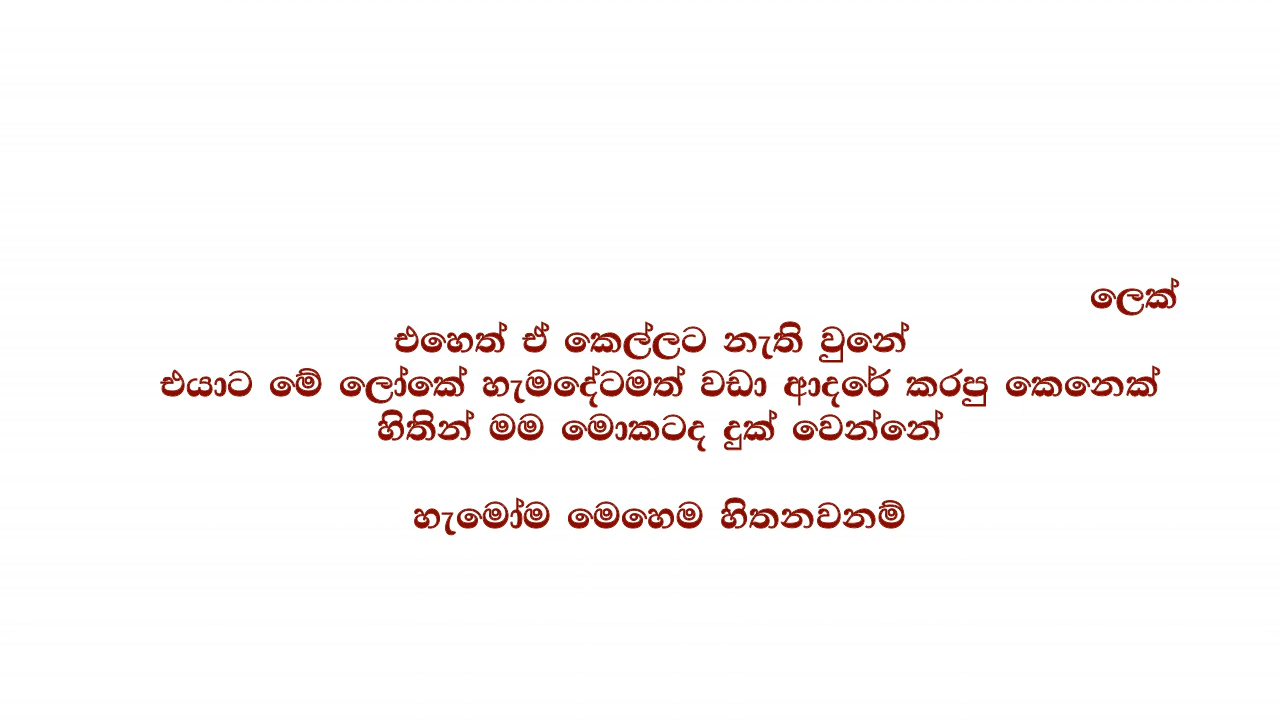 ලෙක්
එහෙත් ඒ කෙල්ලට නැති වුනේ
එයාට මේ ලෝකේ හැමදේටමත් වඩා ආදරේ කරපු කෙනෙක්
හිතින් මම මොකටද දුක් වෙන්නේ
හැමෝම මෙහෙම හිතනවනම්